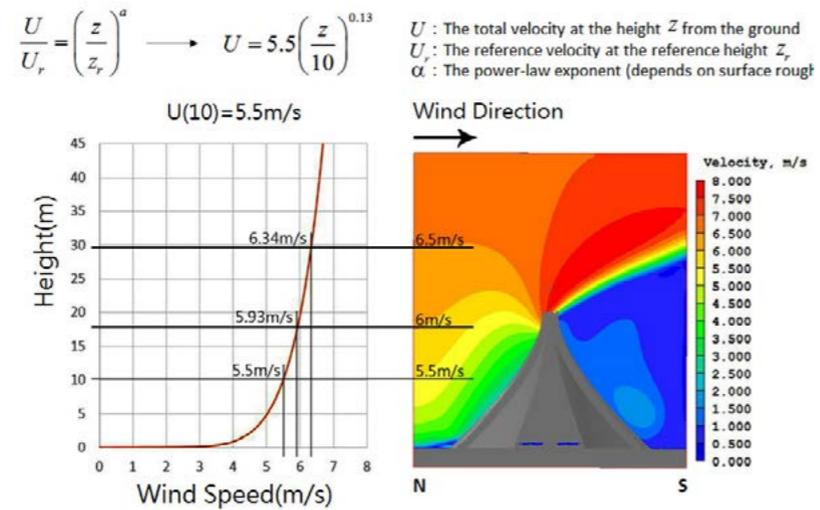 U/U_r = (z/z_r)^a → U = 5.5(z/10)^0.13
U : The total velocity at the height z from the ground
U_r : The reference velocity at the reference height z_r
α : The power-law exponent (depends on surface rough
U(10)=5.5m/s
Wind Direction
Height(m)
45
40
35
30
25
20
15
10
5
0
6.34m/s
5.93m/s
5.5m/s
0 1 2 3 4 5 6 7 8
Wind Speed(m/s)
6.5m/s
6m/s
5.5m/s
N S
Velocity, m/s
8.000
7.500
7.000
6.500
6.000
5.500
5.000
4.500
4.000
3.500
3.000
2.500
2.000
1.500
1.000
0.500
0.000